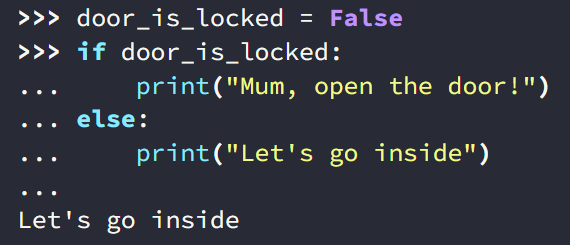 >>> door_is_locked = False
>>> if door_is_locked:
...     print("Mum, open the door!")
... else:
...     print("Let's go inside")
...
Let's go inside